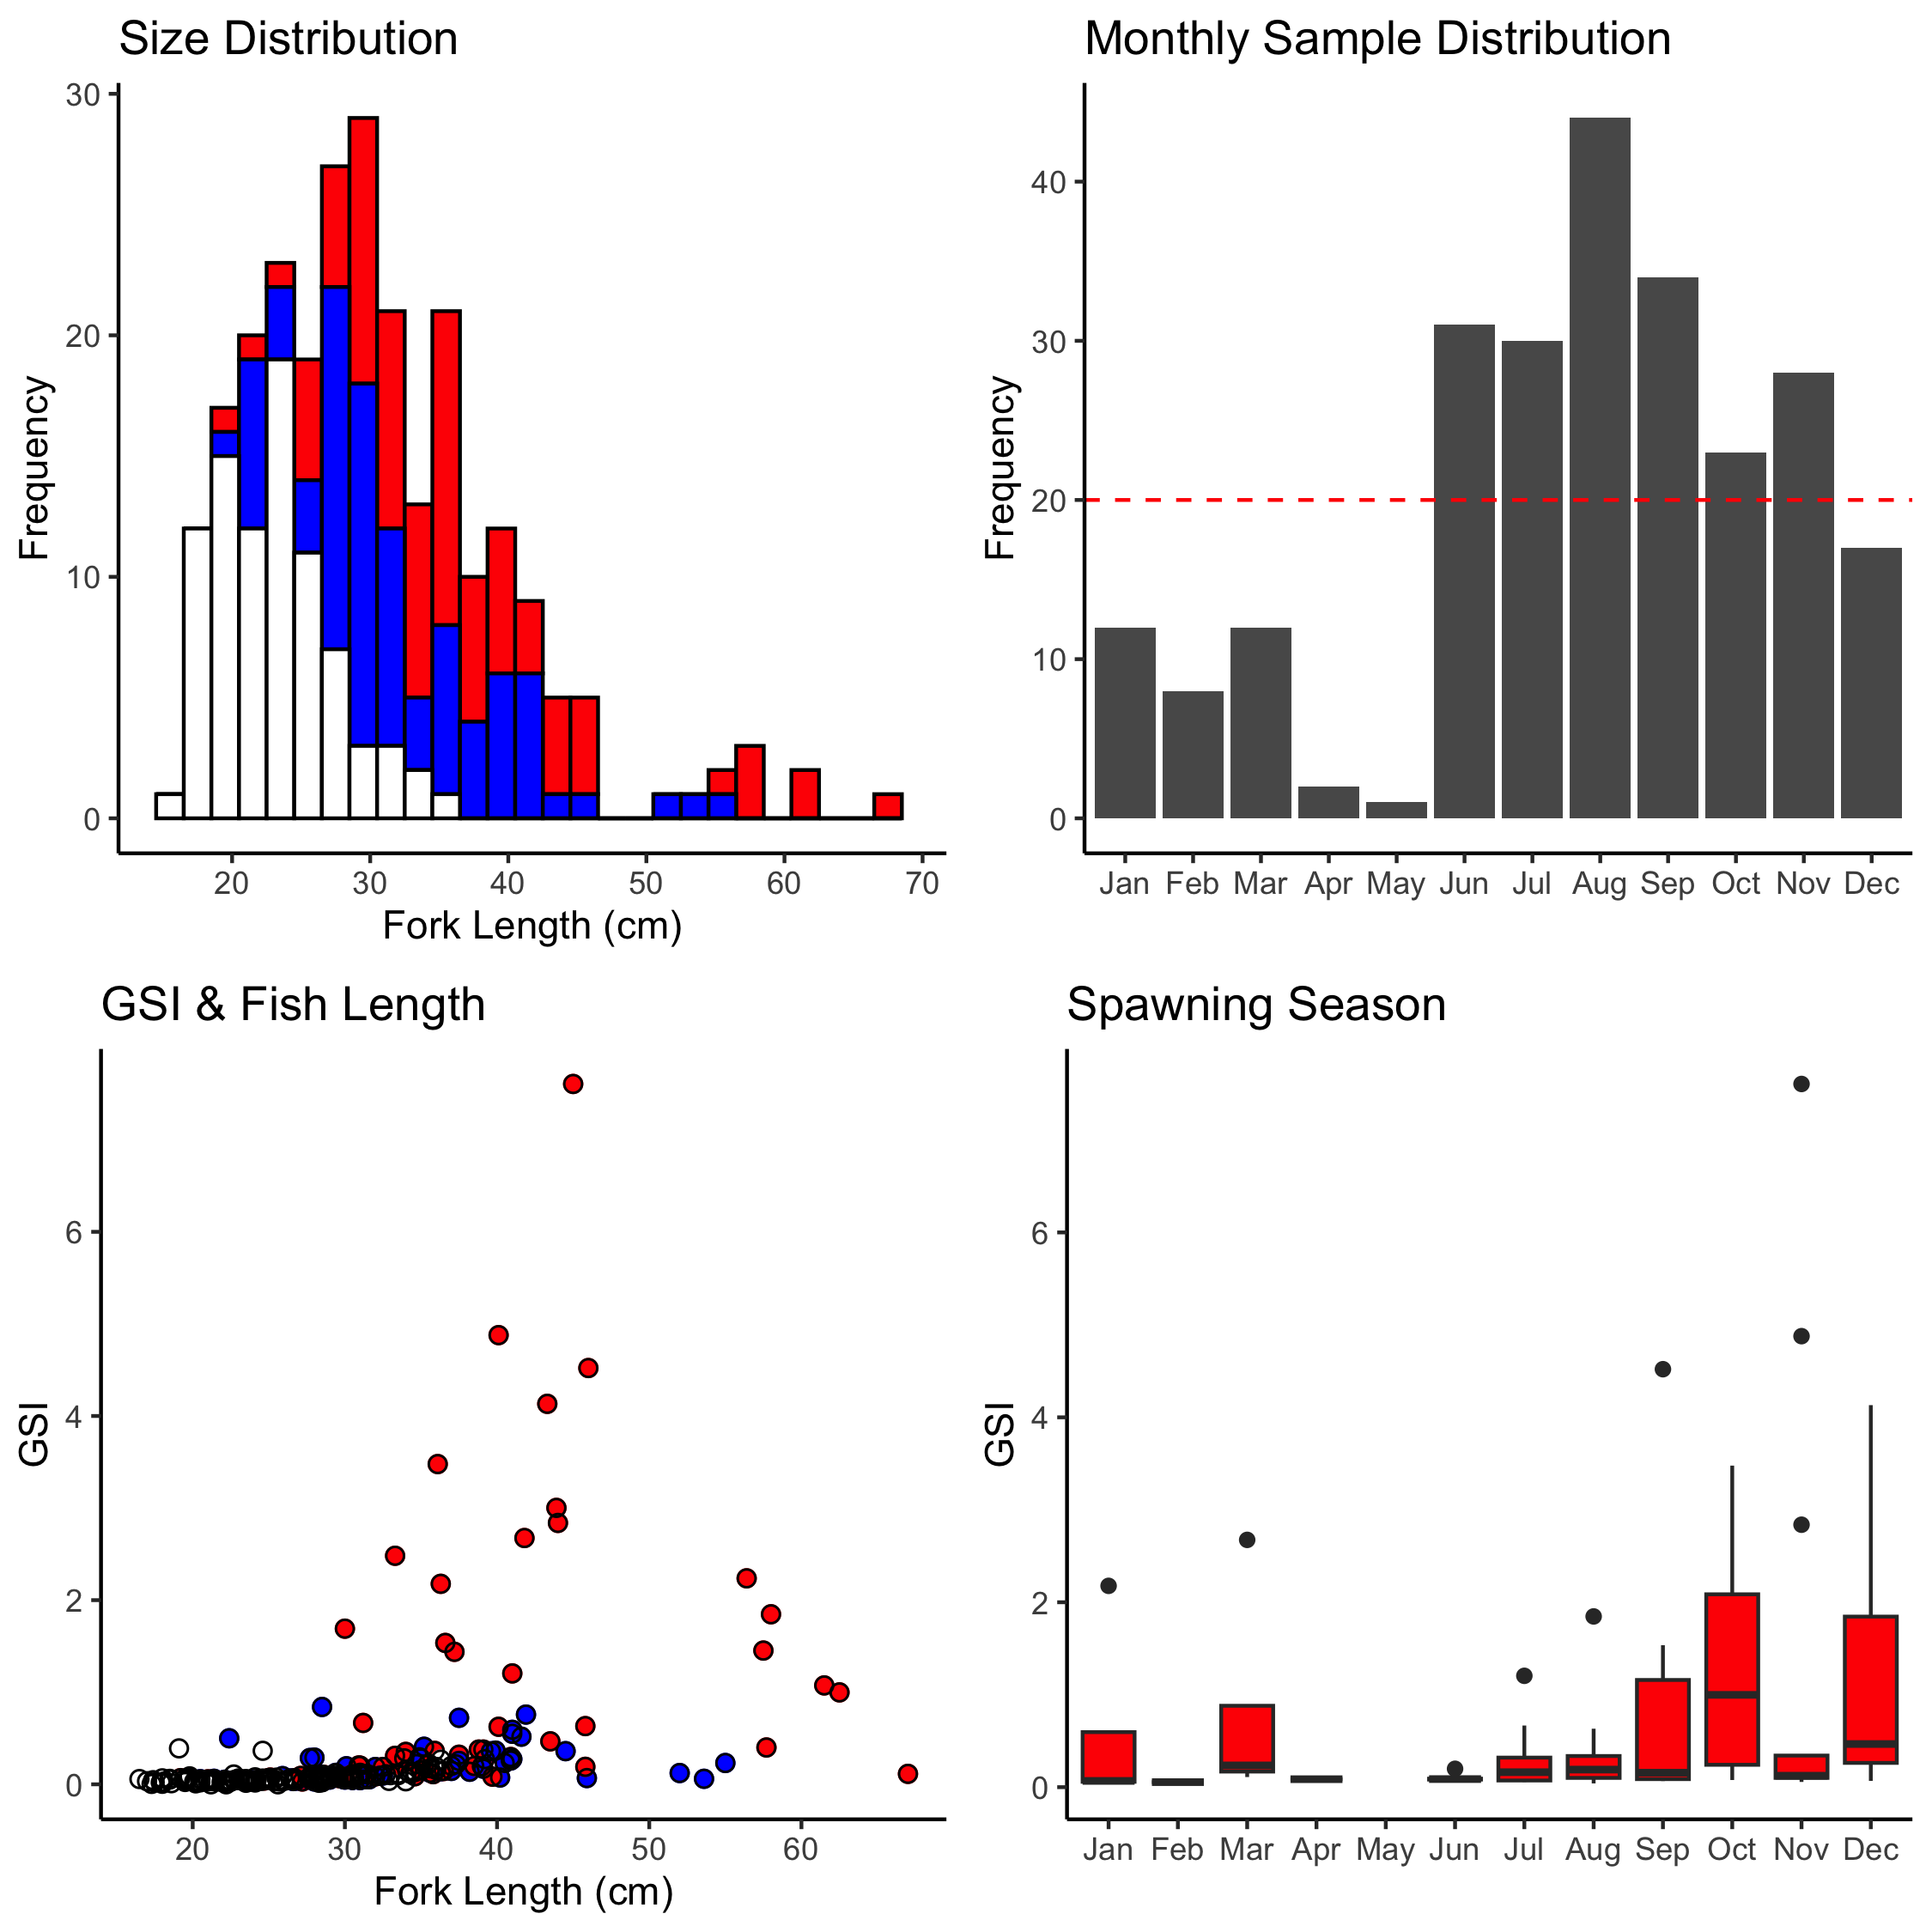 Size Distribution
30
20
10
0
Frequency
20 30 40 50 60 70
Fork Length (cm)
Monthly Sample Distribution
40
30
20
10
0
Frequency
Jan Feb Mar Apr May Jun Jul Aug Sep Oct Nov Dec
GSI & Fish Length
6
4
2
0
GSI
20 30 40 50 60
Fork Length (cm)
Spawning Season
6
4
2
0
GSI
Jan Feb Mar Apr May Jun Jul Aug Sep Oct Nov Dec